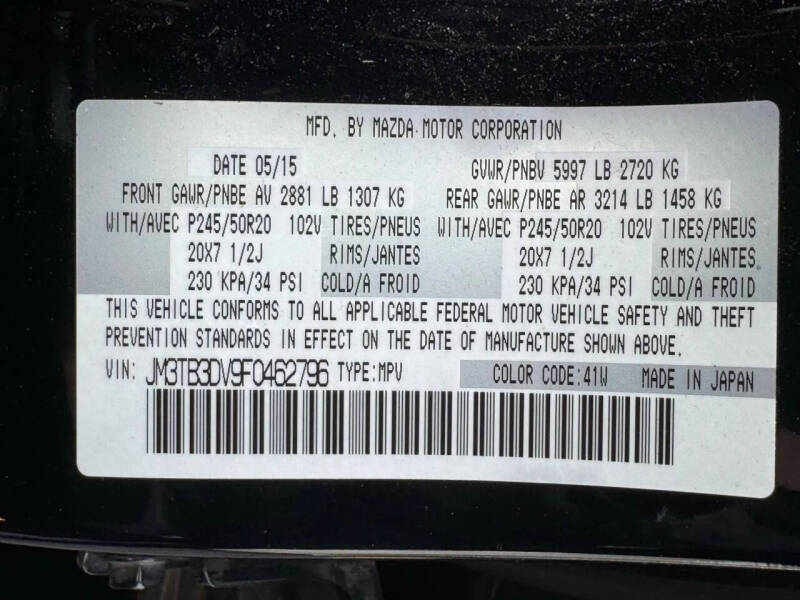 MFD. BY MAZDA MOTOR CORPORATION
DATE 05/15 GVWR/PNBV 5997 LB 2720 KG
FRONT GAWR/PNBE AV 2881 LB 1307 KG REAR GAWR/PNBE AR 3214 LB 1458 KG
WITH/AVEC P245/50R20 102V TIRES/PNEUS WITH/AVEC P245/50R20 102V TIRES/PNEUS
20X7 1/2J RIMS/JANTES 20X7 1/2J RIMS/JANTES
230 KPA/34 PSI COLD/A FROID 230 KPA/34 PSI COLD/A FROID
THIS VEHICLE CONFORMS TO ALL APPLICABLE FEDERAL MOTOR VEHICLE SAFETY AND THEFT
PREVENTION STANDARDS IN EFFECT ON THE DATE OF MANUFACTURE SHOWN ABOVE.
VIN: JM3TB3DV9F0462796 TYPE:MPV COLOR CODE:41W MADE IN JAPAN